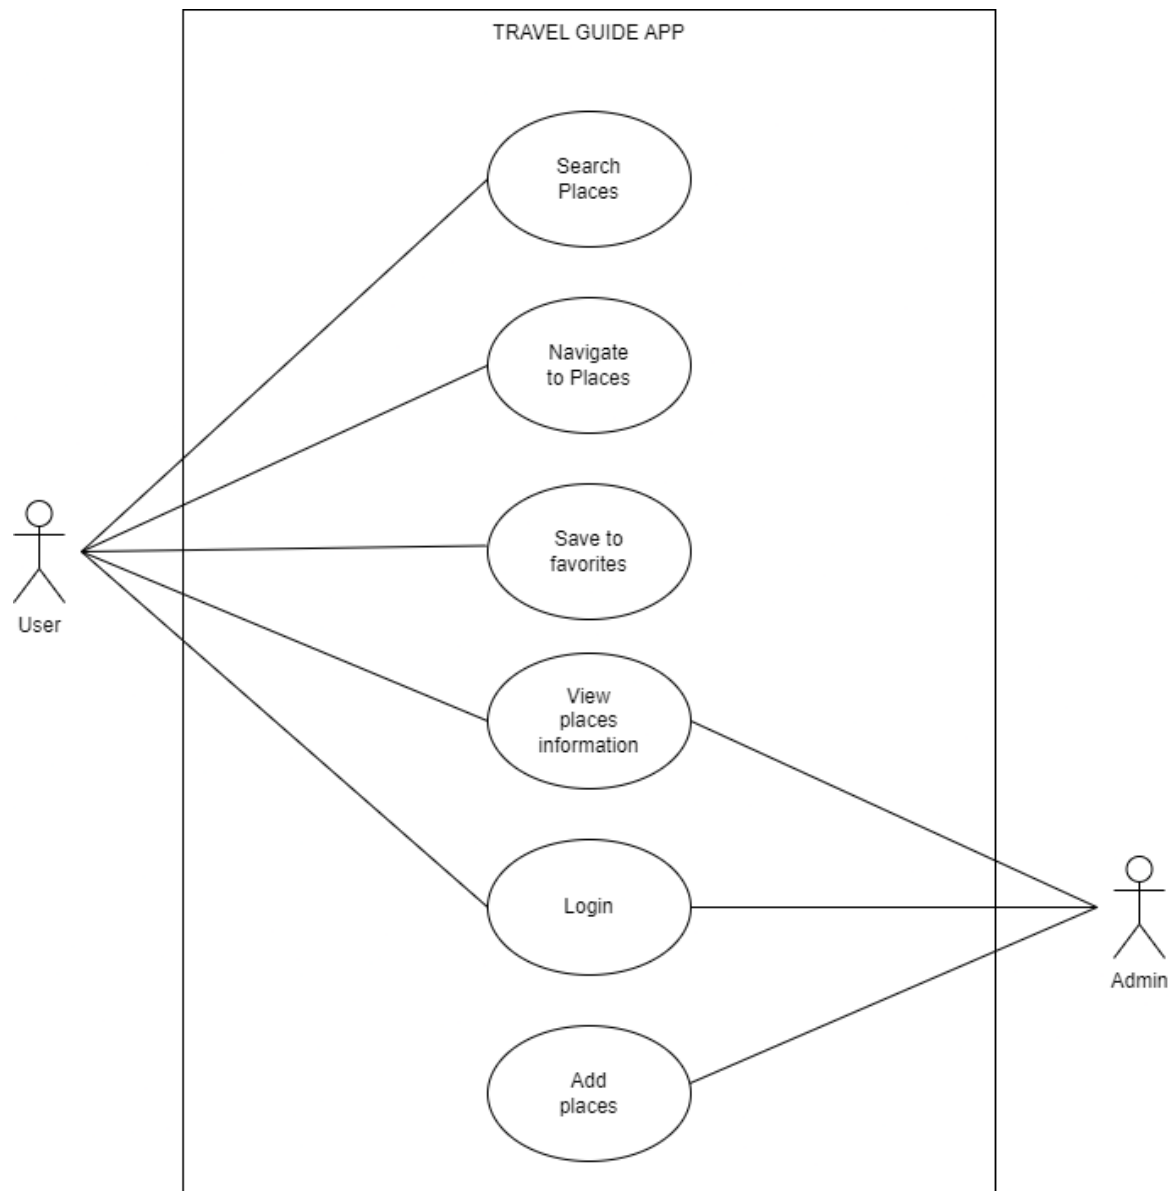 TRAVEL GUIDE APP
Search
Places
Navigate
to Places
Save to
favorites
User
View
places
information
Login
Admin
Add
places